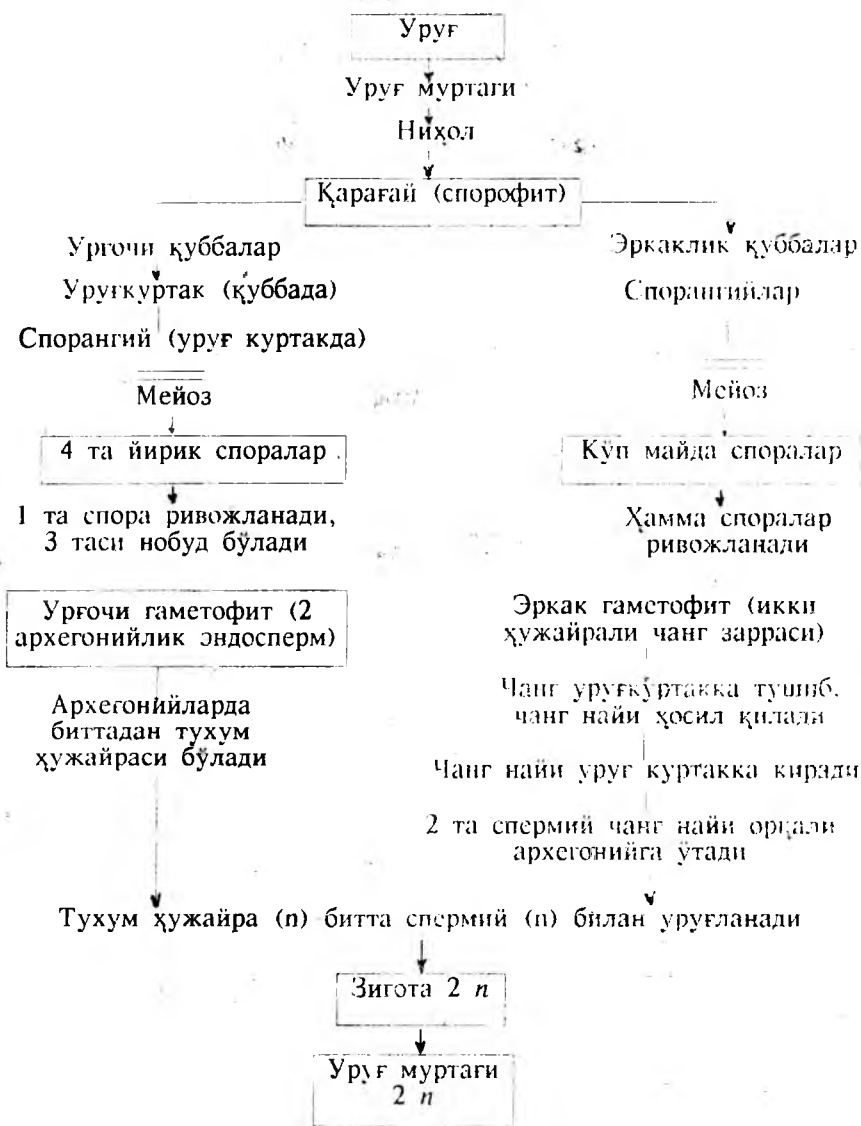 Уруғ
Уруғ муртаги
Ниҳол
Қарағай (спорофит)
Урғочи қуббалар
Уруғкуртак (қуббада)
Спорангий (уруғ куртакда)
Мейоз
4 та йирик споралар
1 та спора ривожланади,
3 таси нобуд бўлади
Урғочи гаметофит (2
архегонийлик эндосперм)
Архегонийларда
биттадан тухум
ҳужайраси бўлади
Эркаклик қуббалар
Спорангийлар
Мейоз
Кўп майда споралар
Ҳамма споралар
ривожланади
Эркак гаметофит (икки
ҳужайрали чанг зарраси)
Чанг уруғкуртакка тушиб,
чанг найи ҳосил қилади
Чанг найи уруғ куртакка киради
2 та спермий чанг найи орқали
архегонийга ўтади
Тухум ҳужайра (n) битта спермий (n) билан уруғланади
Зигота 2 n
Уруғ муртаги
2 n